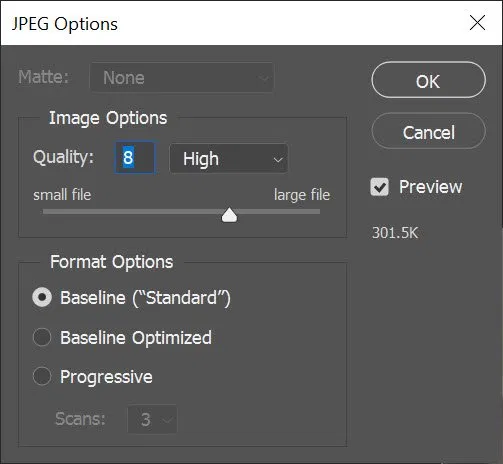 JPEG Options
Matte: None
OK
Image Options
Cancel
Quality: 8 High
Preview
small file large file
301.5K
Format Options
Baseline (“Standard”)
Baseline Optimized
Progressive
Scans: 3